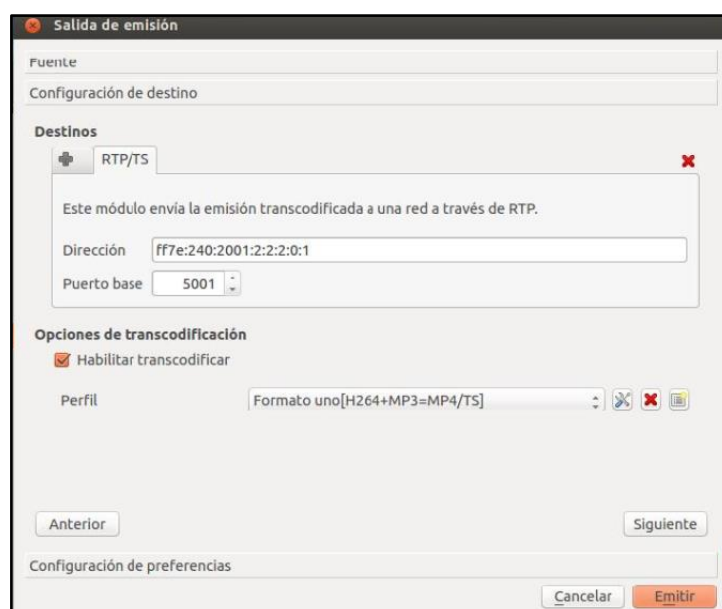 Salida de emisión
Fuente
Configuración de destino
Destinos
RTP/TS
Este módulo envía la emisión transcodificada a una red a través de RTP.
Dirección ff7e:240:2001:2:2:2:0:1
Puerto base 5001
Opciones de transcodificación
Habilitar transcodificar
Perfil Formato uno[H264+MP3=MP4/TS]
Anterior Siguiente
Configuración de preferencias
Cancelar Emitir